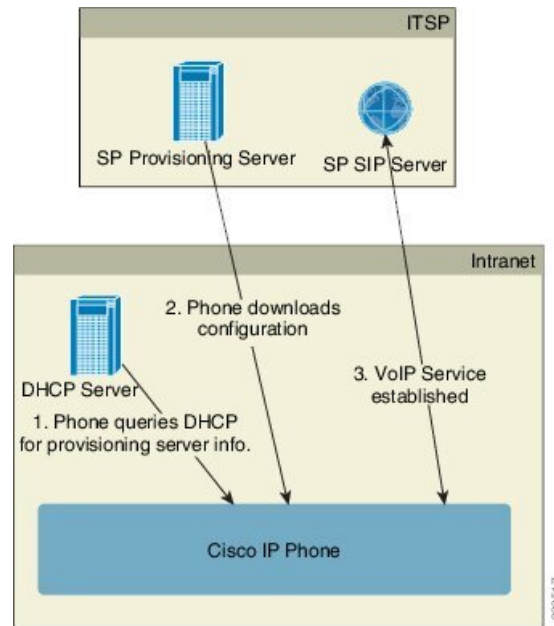 ITSP
SP Provisioning Server
SP SIP Server
Intranet
2. Phone downloads
configuration
DHCP Server
3. VoIP Service
established
1. Phone queries DHCP
for provisioning server info.
Cisco IP Phone